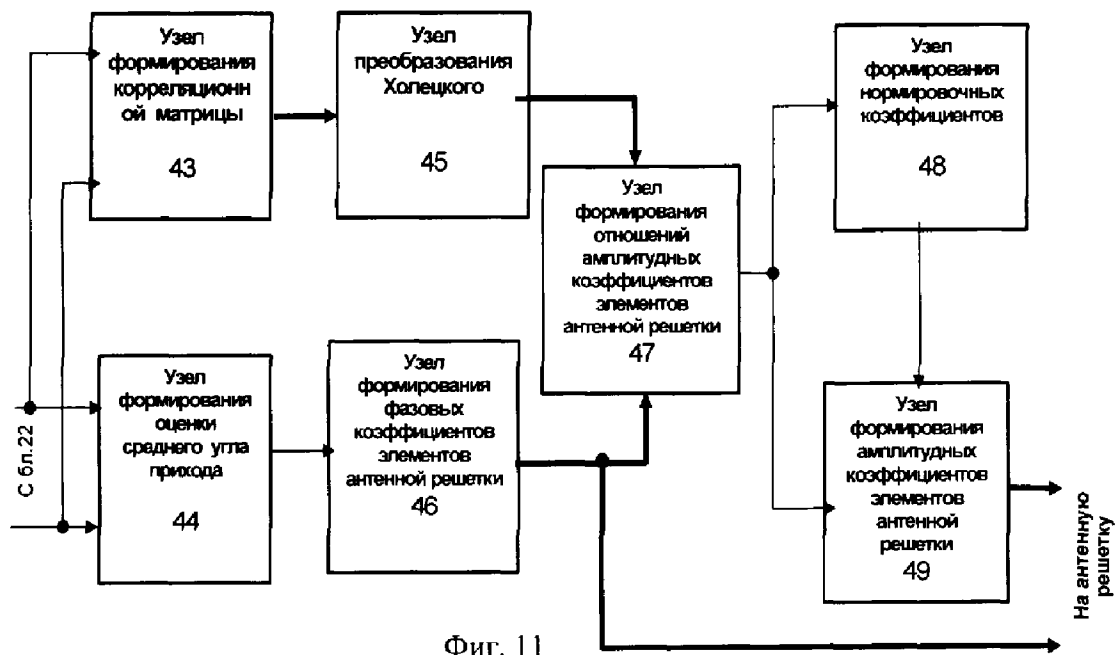 Узел
формирования
корреляционн
ой матрицы
43
Узел
преобразования
Холецкого
45
Узел
формирования
отношений
амплитудных
коэффициентов
элементов
антенной решетки
47
Узел
формирования
нормировочных
коэффициентов
48
С бл.22
Узел
формирования
оценки
среднего угла
прихода
44
Узел
формирования
фазовых
коэффициентов
элементов
антенной решетки
46
Узел
формирования
амплитудных
коэффициентов
элементов
антенной
решетки
49
На антенную
решетку
Фиг. 11